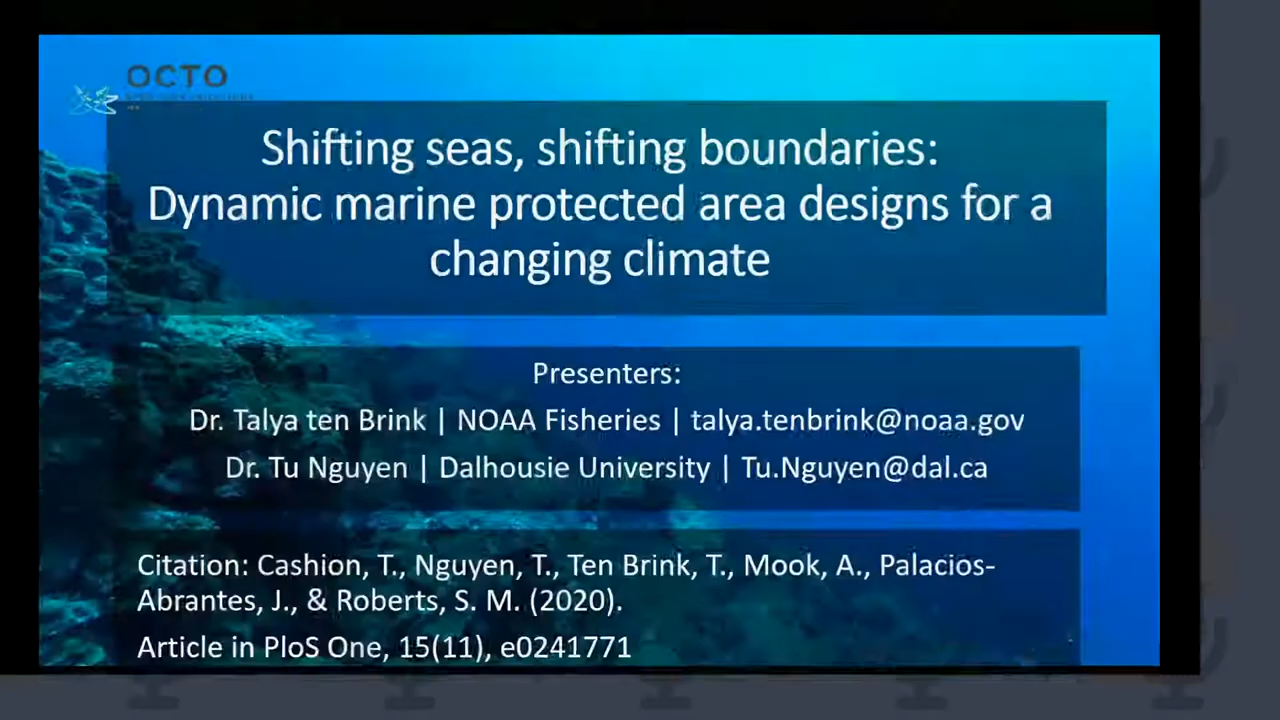 OCTO
Shifting seas, shifting boundaries:
Dynamic marine protected area designs for a
changing climate
Presenters:
Dr. Talya ten Brink | NOAA Fisheries | talya.tenbrink@noaa.gov
Dr. Tu Nguyen | Dalhousie University | Tu.Nguyen@dal.ca
Citation: Cashion, T., Nguyen, T., Ten Brink, T., Mook, A., Palacios-
Abrantes, J., & Roberts, S. M. (2020).
Article in PloS One, 15(11), e0241771